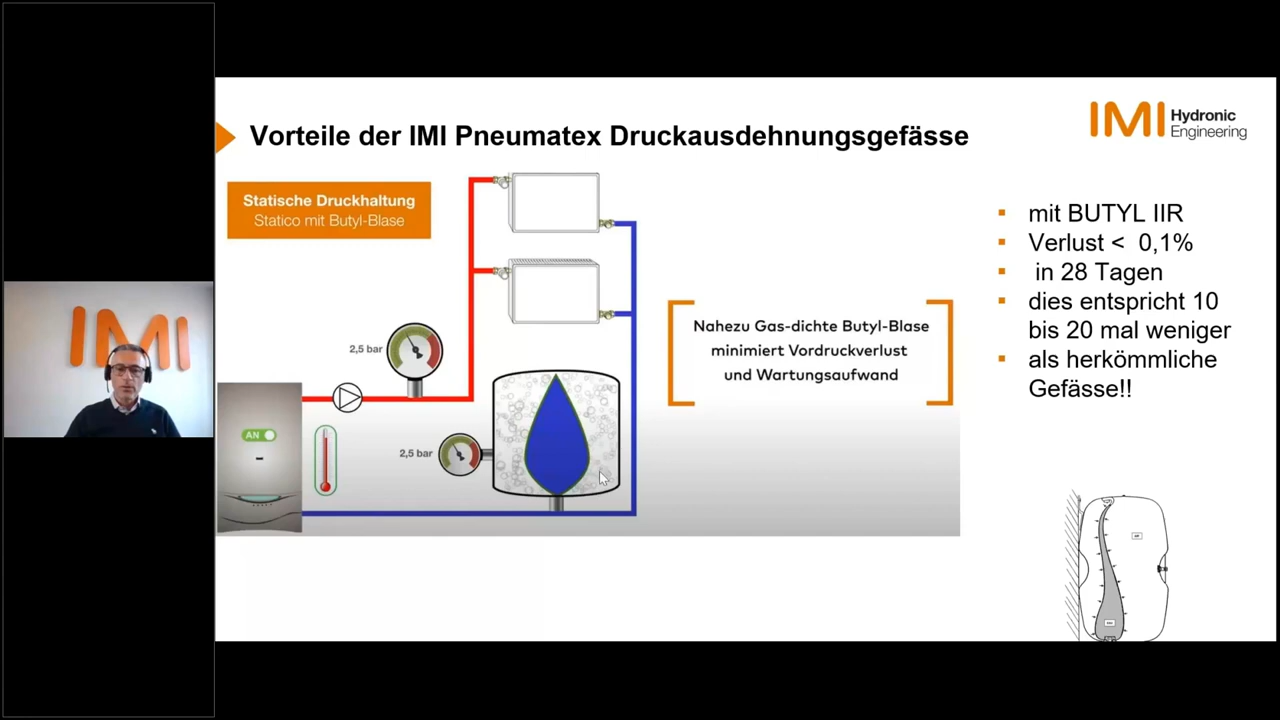 Vorteile der IMI Pneumatex Druckausdehnungsgefässe
IMI Hydronic
Engineering
Statische Druckhaltung
Statico mit Butyl-Blase
2,5 bar
AN
2,5 bar
Nahezu Gas-dichte Butyl-Blase
minimiert Vordruckverlust
und Wartungsaufwand
mit BUTYL IIR
Verlust < 0,1%
in 28 Tagen
dies entspricht 10
bis 20 mal weniger
als herkömmliche
Gefässe!!
IMI